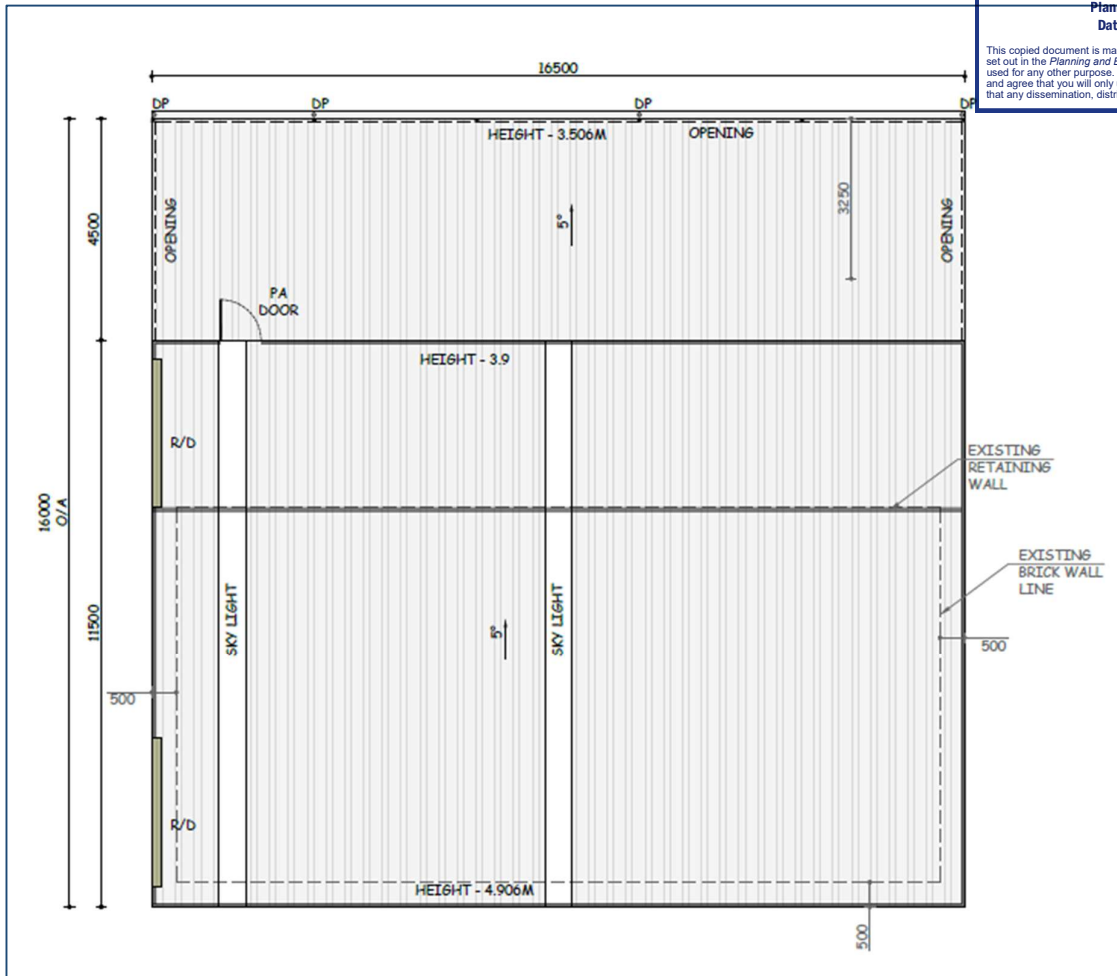 Plan
Dat
This copied document is ma
set out in the Planning and E
used for any other purpose.
and agree that you will only
that any dissemination, distr
16500
DP
DP
DP
DP
HEIGHT - 3.506M
OPENING
OPENING
OPENING
3250
5°
4500
PA
DOOR
HEIGHT - 3.9
R/D
EXISTING
RETAINING
WALL
16000
O/A
EXISTING
BRICK WALL
LINE
11500
SKY LIGHT
SKY LIGHT
5°
500
500
R/D
HEIGHT - 4.906M
500